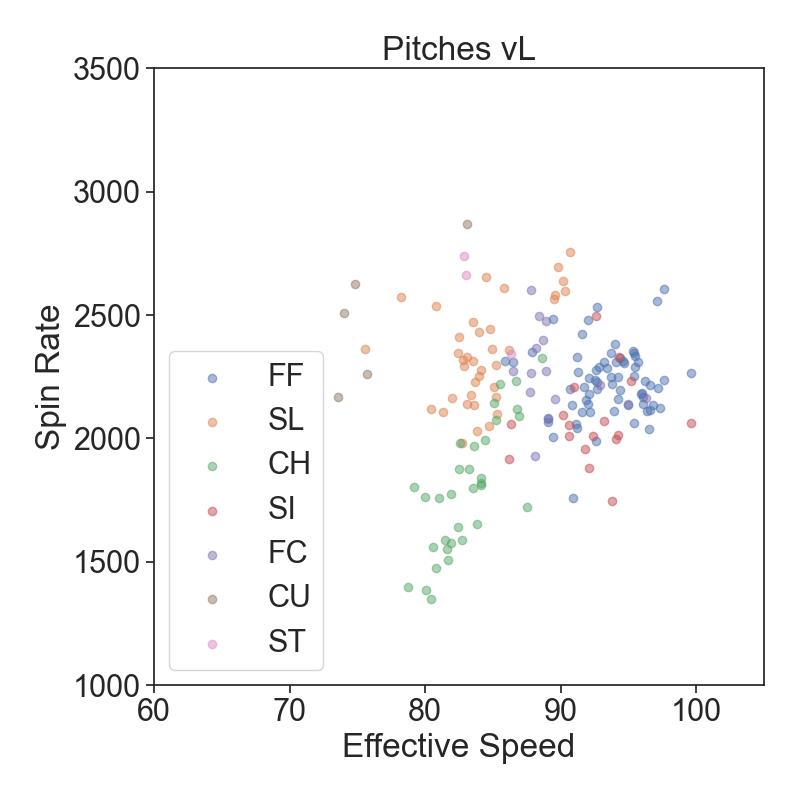 Pitches vL
3500
3000
2500
2000
1500
1000
Spin Rate
FF
SL
CH
SI
FC
CU
ST
60 70 80 90 100
Effective Speed